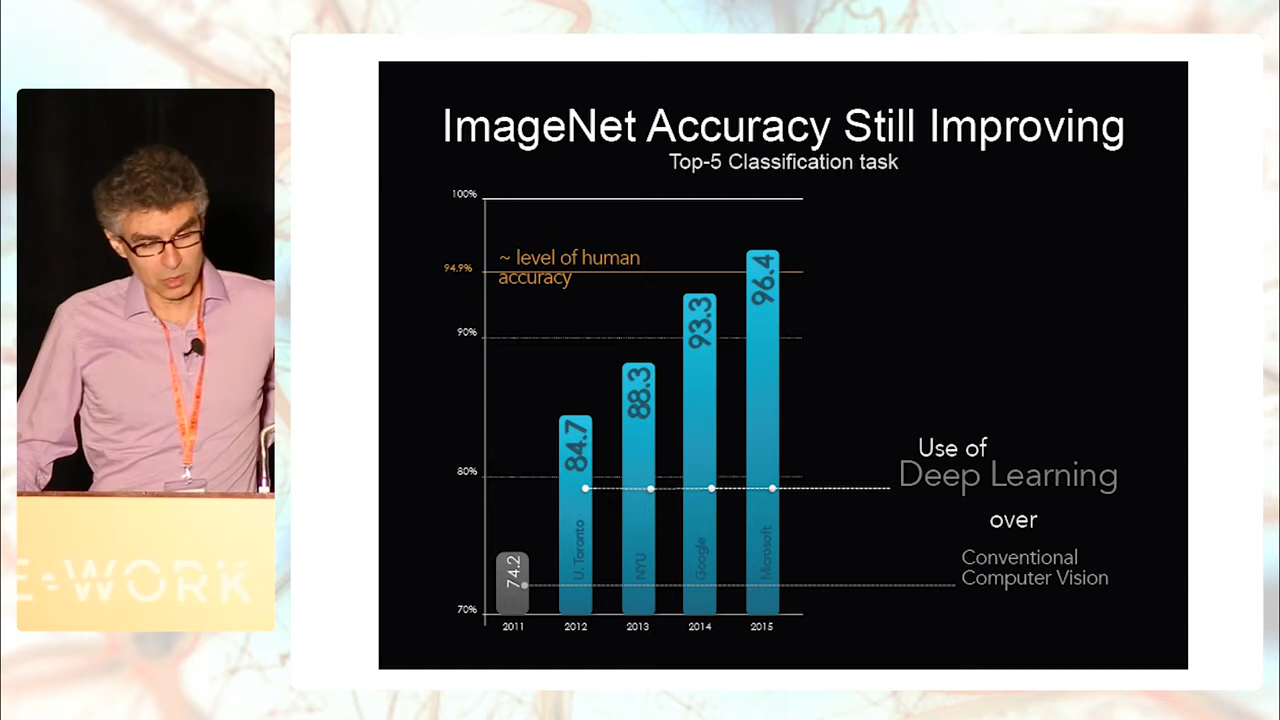 ImageNet Accuracy Still Improving
Top-5 Classification task
100%
~ level of human
accuracy
94.9%
90%
80%
70%
74.2
84.7
88.3
93.3
96.4
U. Toronto
NYU
Google
Microsoft
2011
2012
2013
2014
2015
Use of
Deep Learning
over
Conventional
Computer Vision
WORK